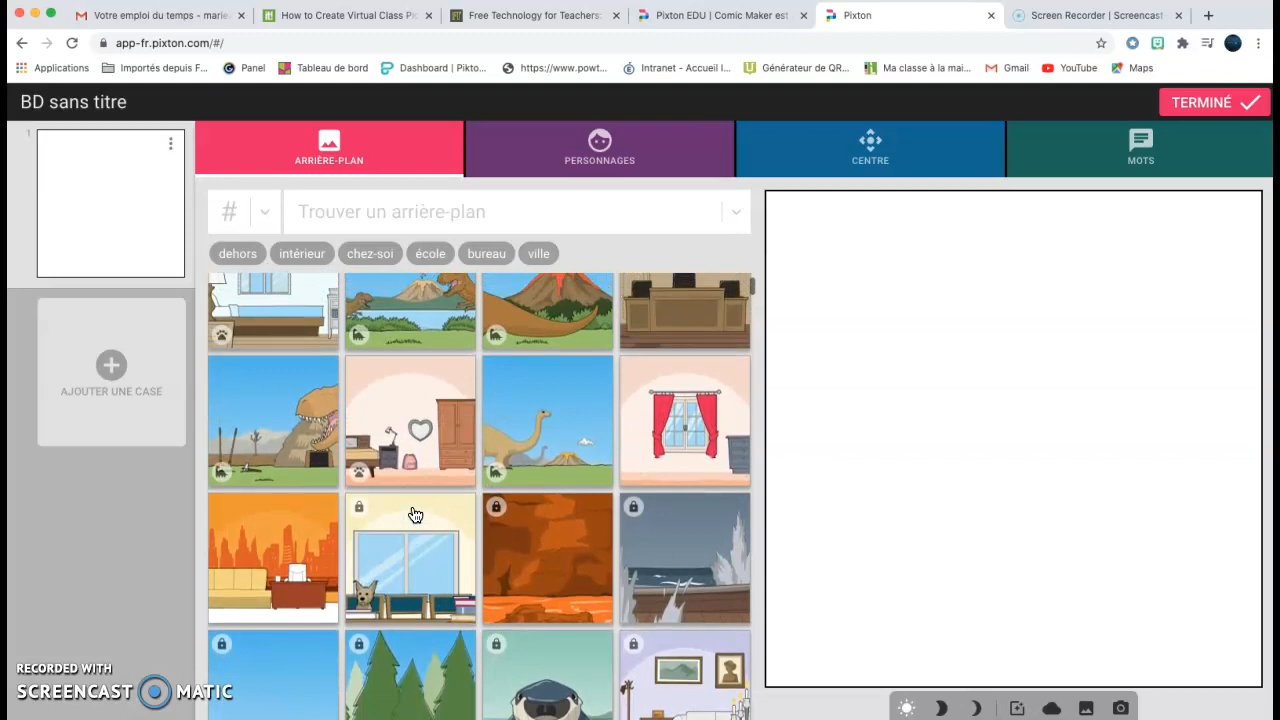 Votre emploi du temps - marie-
How to Create Virtual Class Pic
Free Technology for Teachers:
Pixton EDU | Comic Maker est
Pixton
Screen Recorder | Screencast-
app-fr.pixton.com/#/
Applications
Importés depuis F...
Panel
Tableau de bord
Dashboard | Pikto...
https://www.powt...
Intranet - Accueil i...
Générateur de QR...
Ma classe à la mai...
Gmail
YouTube
Maps
BD sans titre
TERMINÉ
1
ARRIÈRE-PLAN
PERSONNAGES
CENTRE
MOTS
#
Trouver un arrière-plan
dehors
intérieur
chez-soi
école
bureau
ville
AJOUTER UNE CASE
RECORDED WITH
SCREENCAST MATIC